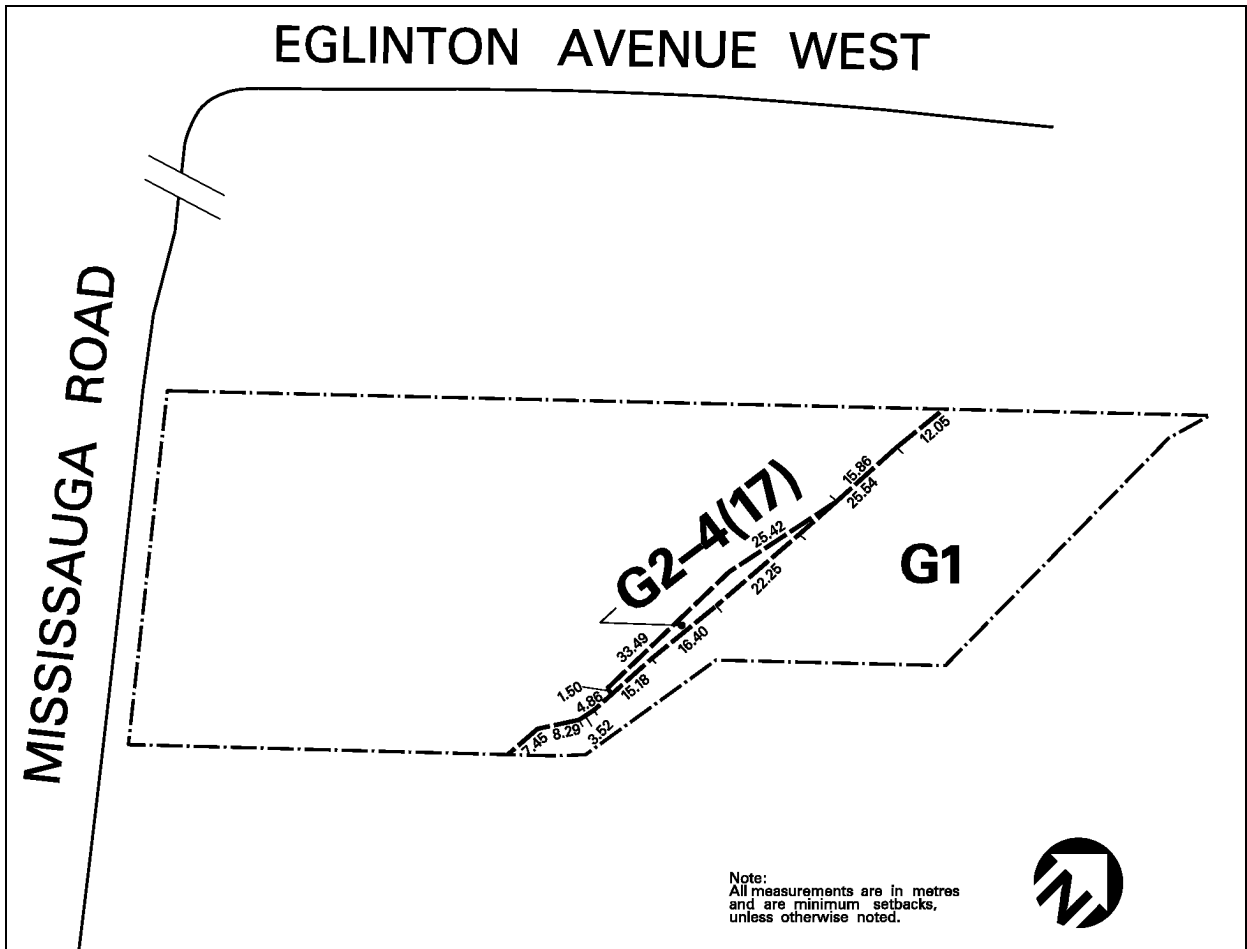 EGLINTON AVENUE WEST
MISSISSAUGA ROAD
12.05
15.86
25.54
G2-4(17)
25.42
G1
22.25
33.49
16.40
1.50
15.18
4.86
3.52
8.29
7.45
Note:
All measurements are in metres
and are minimum setbacks,
unless otherwise noted.
N